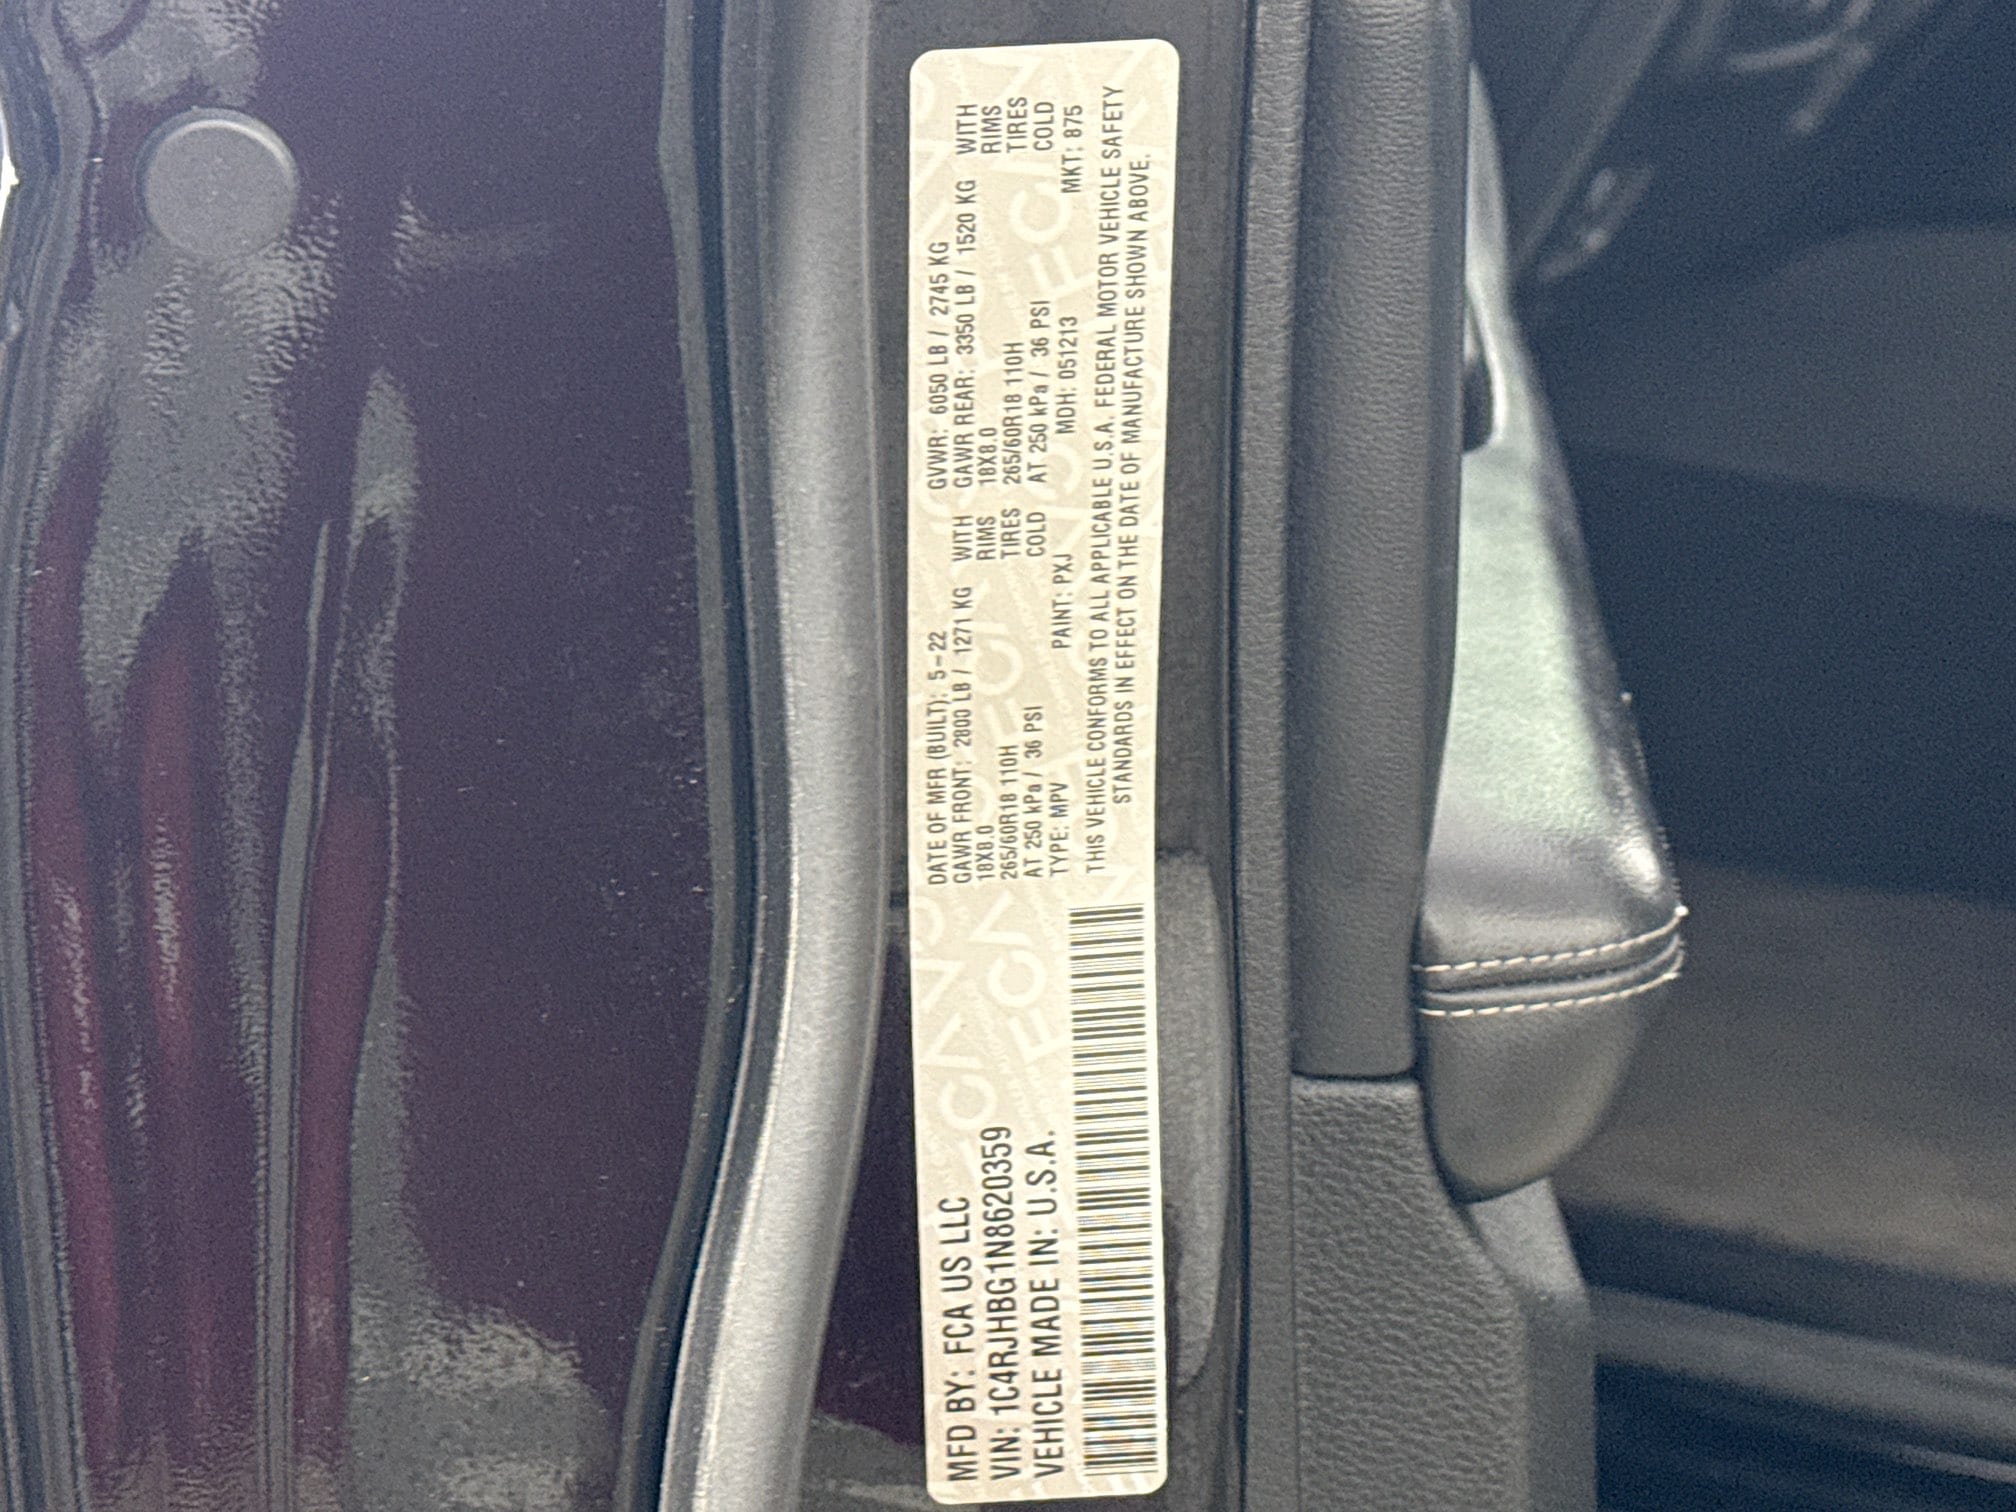 MFD BY: FCA US LLC
VIN: 1C4RJHBG1N8620359
VEHICLE MADE IN: U.S.A.
DATE OF MFR (BUILT): 5-22 GVWR: 6050 LB / 2745 KG
GAWR FRONT: 2800 LB / 1271 KG WITH GAWR REAR: 3350 LB / 1520 KG WITH
18X8.0 RIMS 18X8.0 RIMS
265/60R18 110H TIRES 265/60R18 110H TIRES
AT 250 kPa / 36 PSI COLD AT 250 kPa / 36 PSI COLD
TYPE: MPV PAINT: PXJ MDH: 051213 MKT: 875
THIS VEHICLE CONFORMS TO ALL APPLICABLE U.S.A. FEDERAL MOTOR VEHICLE SAFETY
STANDARDS IN EFFECT ON THE DATE OF MANUFACTURE SHOWN ABOVE.